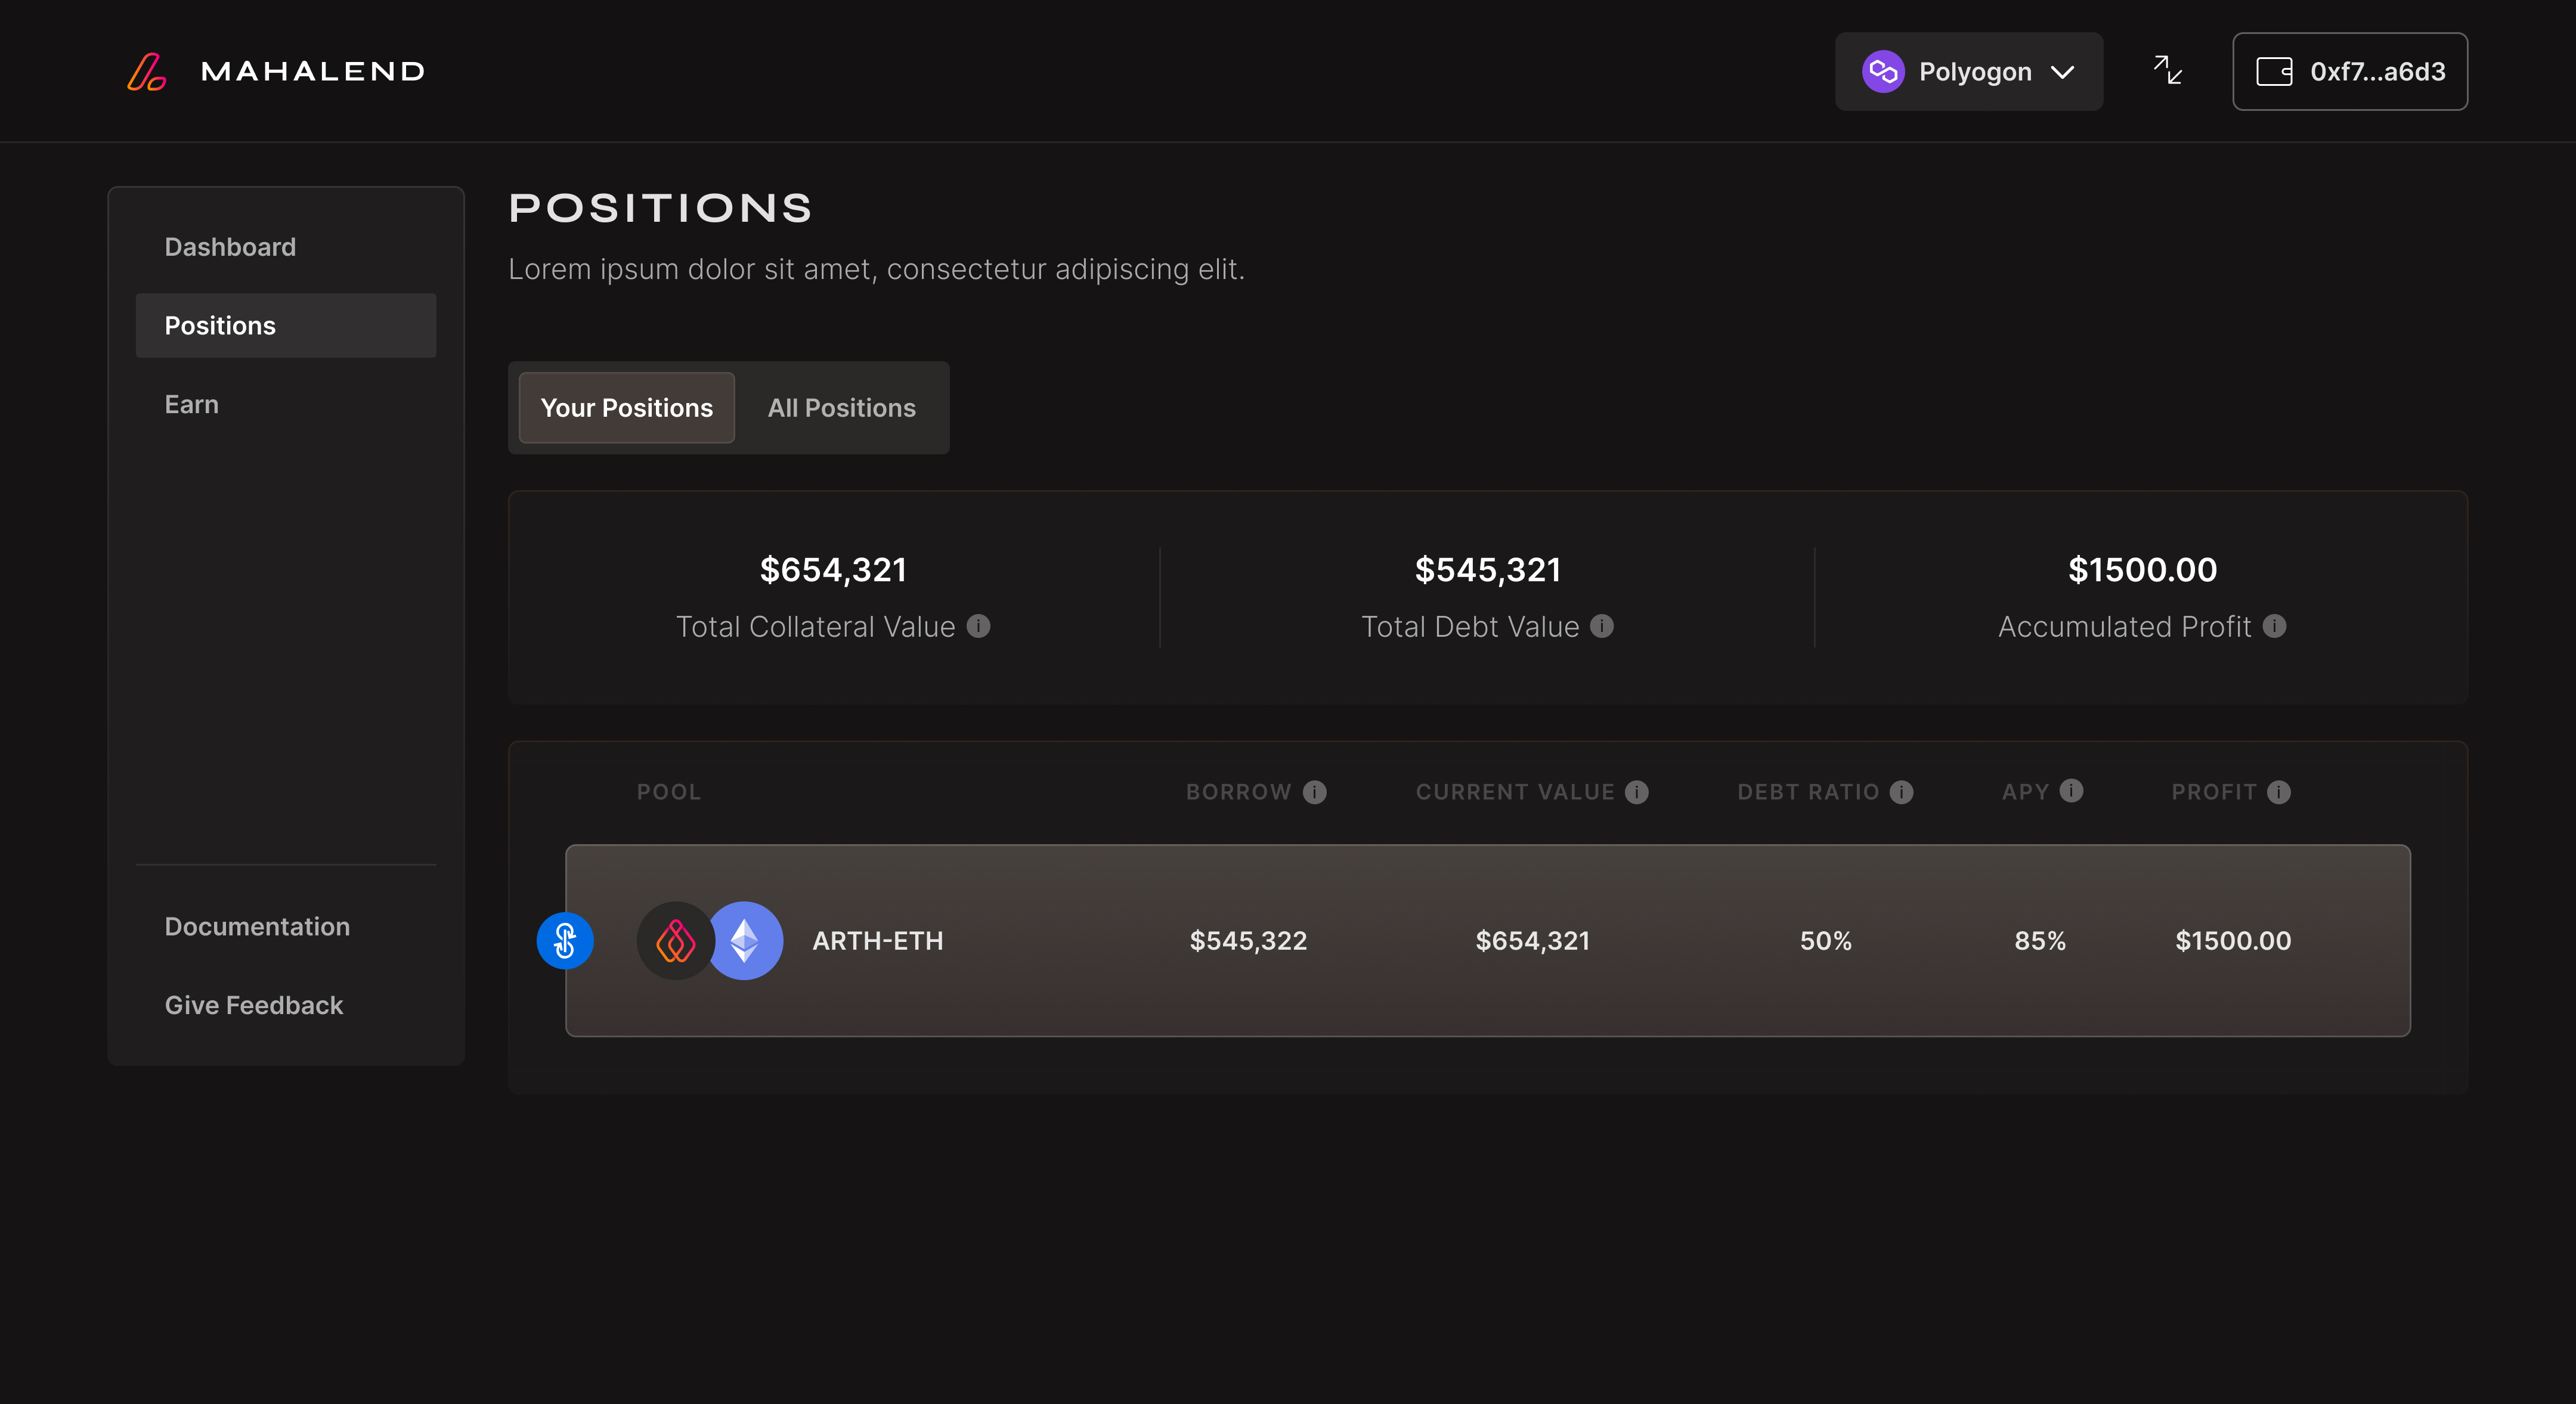 MAHALEND
Polyogon
0xf7...a6d3
Dashboard
Positions
Earn
Documentation
Give Feedback
POSITIONS
Lorem ipsum dolor sit amet, consectetur adipiscing elit.
Your Positions All Positions
$654,321 $545,321 $1500.00
Total Collateral Value Total Debt Value Accumulated Profit
POOL BORROW CURRENT VALUE DEBT RATIO APY PROFIT
ARTH-ETH $545,322 $654,321 50% 85% $1500.00